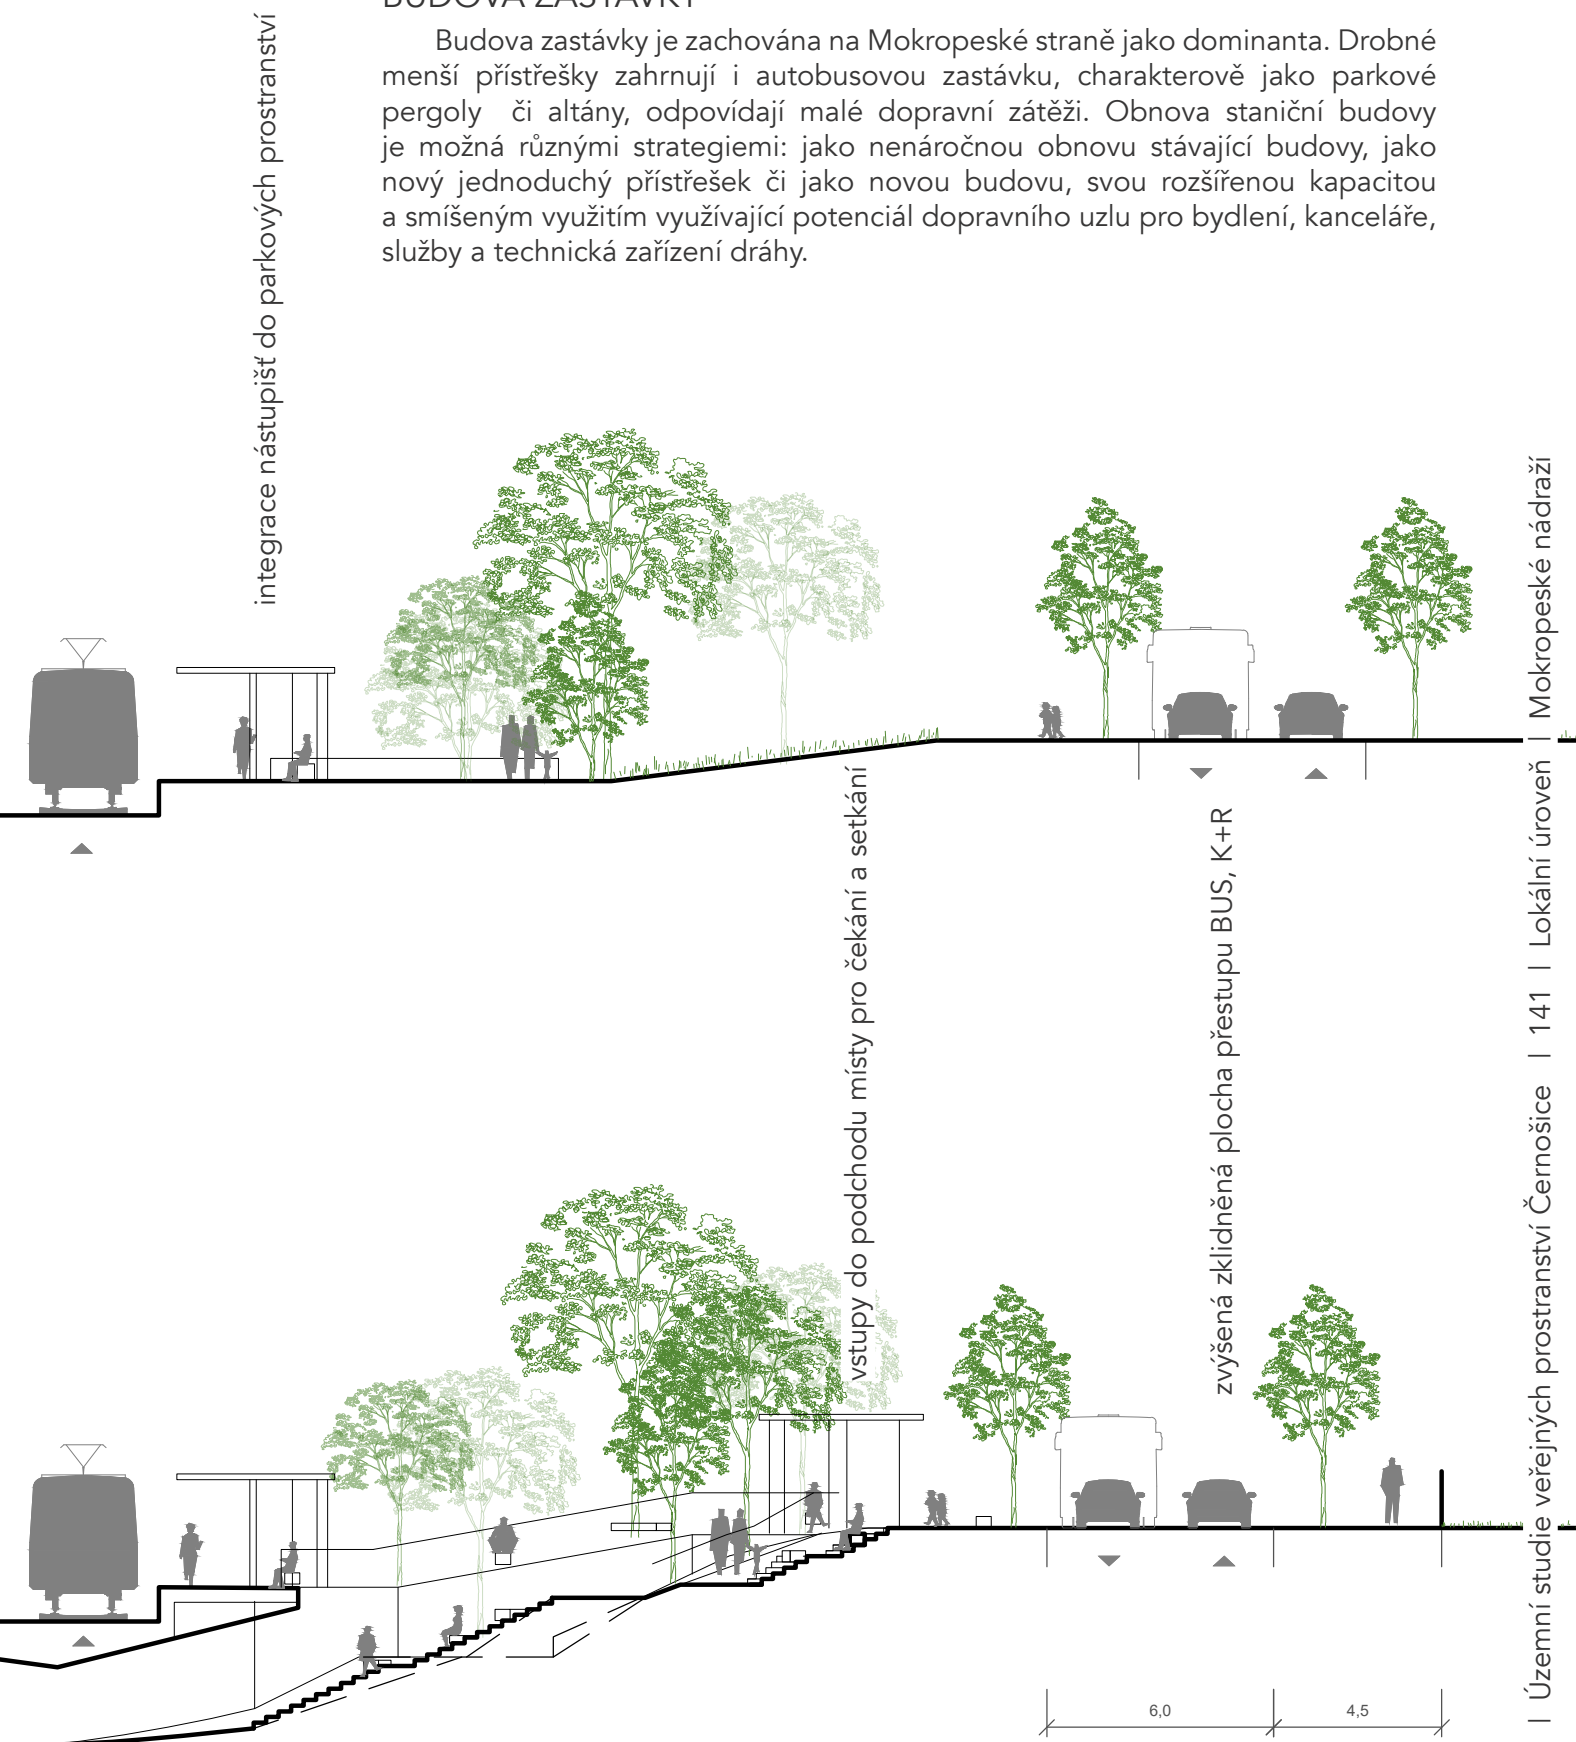 BUDOVA ZASTÁVKY
Budova zastávky je zachována na Mokropeské straně jako dominanta. Drobné
menší přístřešky zahrnují i autobusovou zastávku, charakterově jako parkové
pergoly či altány, odpovídají malé dopravní zátěži. Obnova staniční budovy
je možná různými strategiemi: jako nenáročnou obnovu stávající budovy, jako
nový jednoduchý přístřešek či jako novou budovu, svou rozšířenou kapacitou
a smíšeným využitím využívající potenciál dopravního uzlu pro bydlení, kanceláře,
služby a technická zařízení dráhy.
integrace nástupišť do parkových prostranství
vstupy do podchodu místy pro čekání a setkání
zvýšená zklidněná plocha přestupu BUS, K+R
6,0
4,5
| Územní studie veřejných prostranství Černošice | 141 | Lokální úroveň | Mokropeské nádraží